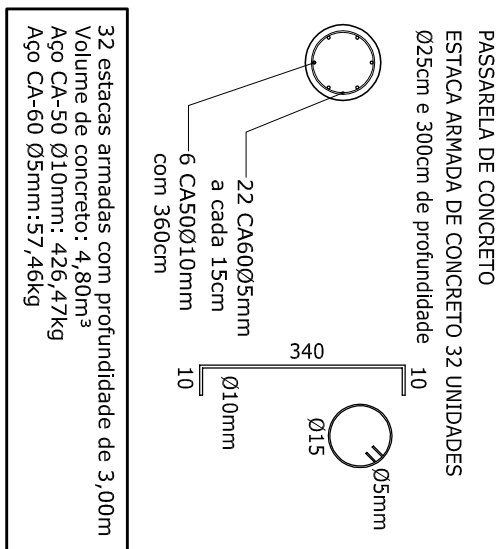 PASSARELA DE CONCRETO
ESTACA ARMADA DE CONCRETO 32 UNIDADES
Ø25cm e 300cm de profundidade
22 CA60Ø5mm
a cada 15cm
6 CA50Ø10mm
com 360cm
340
10
10
Ø10mm
Ø15
Ø5mm
32 estacas armadas com profundidade de 3,00m
Volume de concreto: 4,80m³
Aço CA-50 Ø10mm: 426,47kg
Aço CA-60 Ø5mm:57,46kg